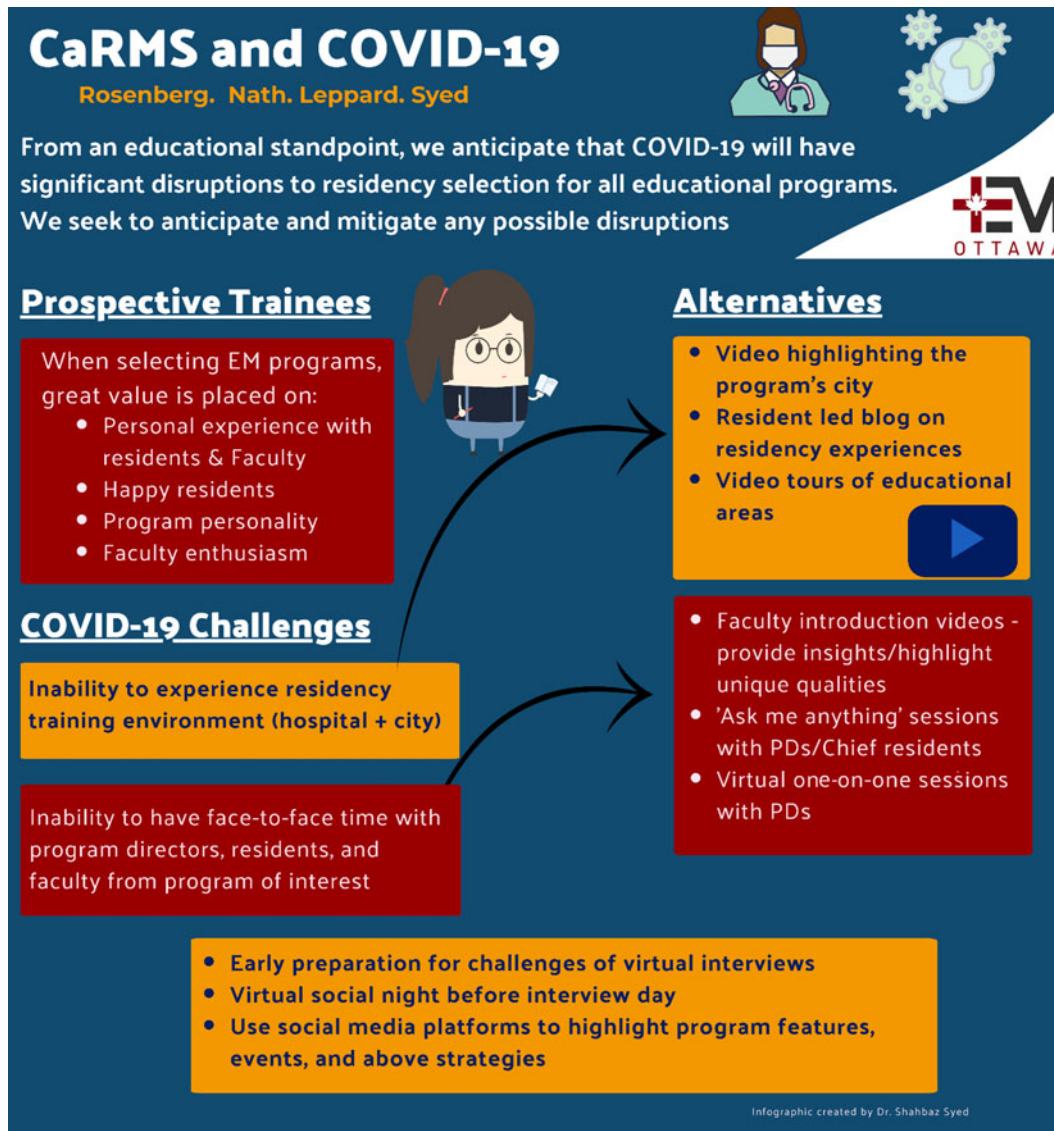 CaRMS and COVID-19
Rosenberg. Nath. Leppard. Syed
From an educational standpoint, we anticipate that COVID-19 will have
significant disruptions to residency selection for all educational programs.
We seek to anticipate and mitigate any possible disruptions
EM
OTTAWA
Prospective Trainees
When selecting EM programs,
great value is placed on:
• Personal experience with
residents & Faculty
• Happy residents
• Program personality
• Faculty enthusiasm
COVID-19 Challenges
Inability to experience residency
training environment (hospital + city)
Inability to have face-to-face time with
program directors, residents, and
faculty from program of interest
Alternatives
• Video highlighting the
program's city
• Resident led blog on
residency experiences
• Video tours of educational
areas
• Faculty introduction videos -
provide insights/highlight
unique qualities
• 'Ask me anything' sessions
with PDs/Chief residents
• Virtual one-on-one sessions
with PDs
• Early preparation for challenges of virtual interviews
• Virtual social night before interview day
• Use social media platforms to highlight program features,
events, and above strategies
Infographic created by Dr. Shahbaz Syed